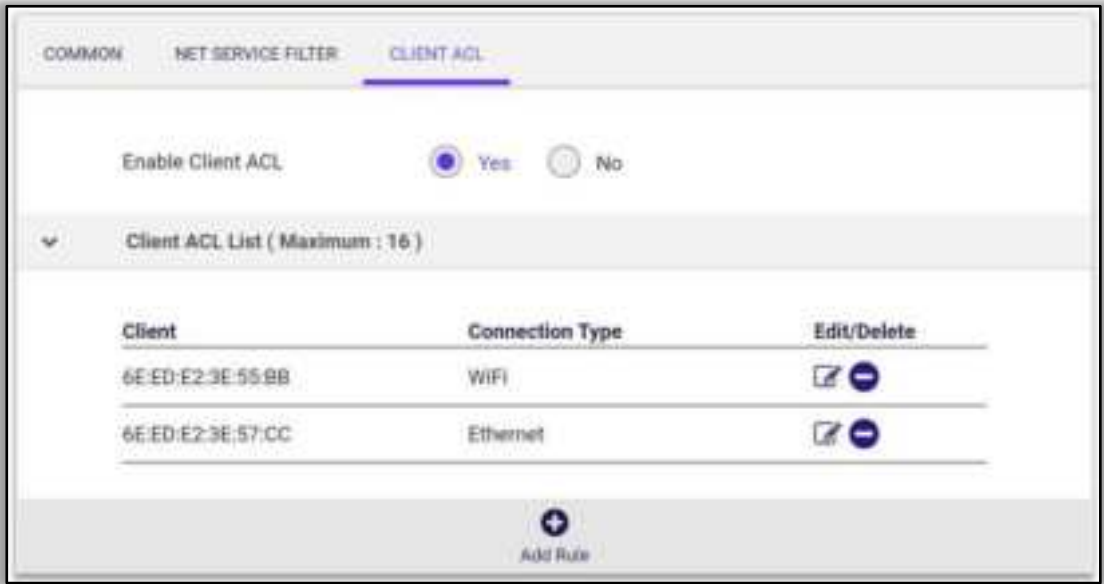 COMMON NET SERVICE FILTER CLIENT ACL
Enable Client ACL Yes No
Client ACL List ( Maximum : 16 )
Client Connection Type Edit/Delete
6E:ED:E2:3E:55:BB WiFi
6E:ED:E2:3E:57:CC Ethernet
Add Rule